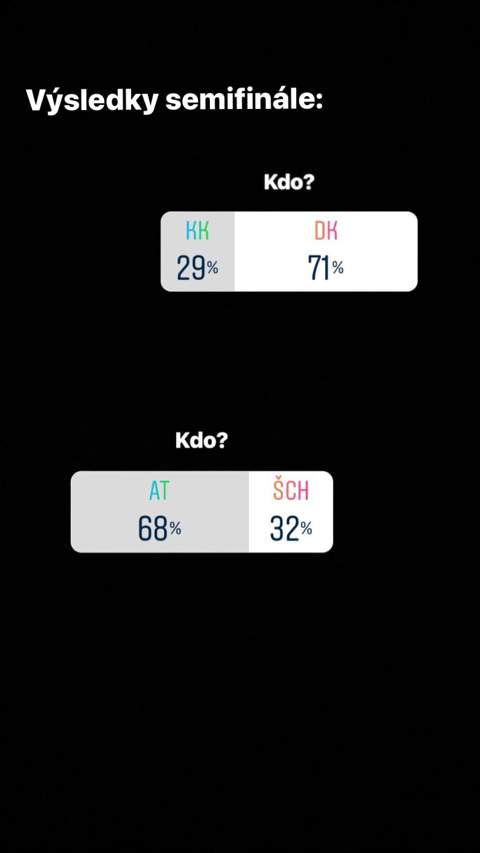 Výsledky semifinále:
Kdo?
KK DK
29% 71%
Kdo?
AT ŠCH
68% 32%